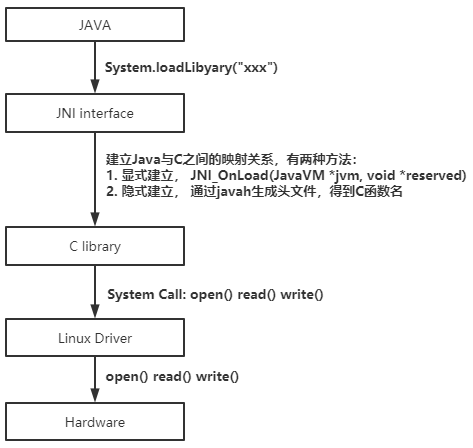 JAVA
System.loadLibyary("xxx")
JNI interface
建立Java与C之间的映射关系，有两种方法：
1. 显式建立， JNI_OnLoad(JavaVM *jvm, void *reserved)
2. 隐式建立， 通过javah生成头文件，得到C函数名
C library
System Call: open() read() write()
Linux Driver
open() read() write()
Hardware